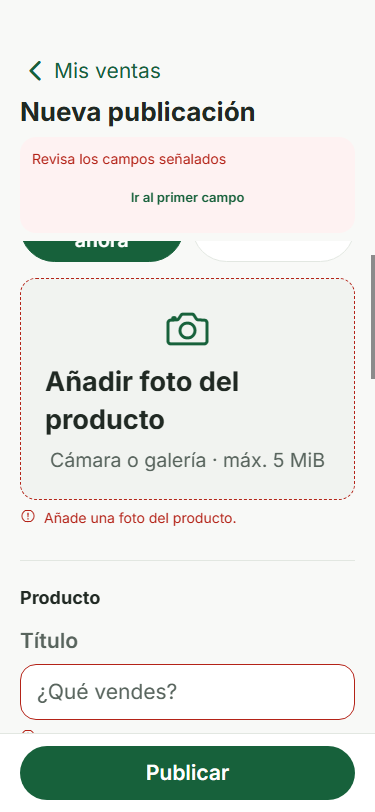 Mis ventas
Nueva publicación
Revisa los campos señalados
Ir al primer campo
ahora
Añadir foto del
producto
Cámara o galería · máx. 5 MiB
Añade una foto del producto.
Producto
Título
¿Qué vendes?
Publicar